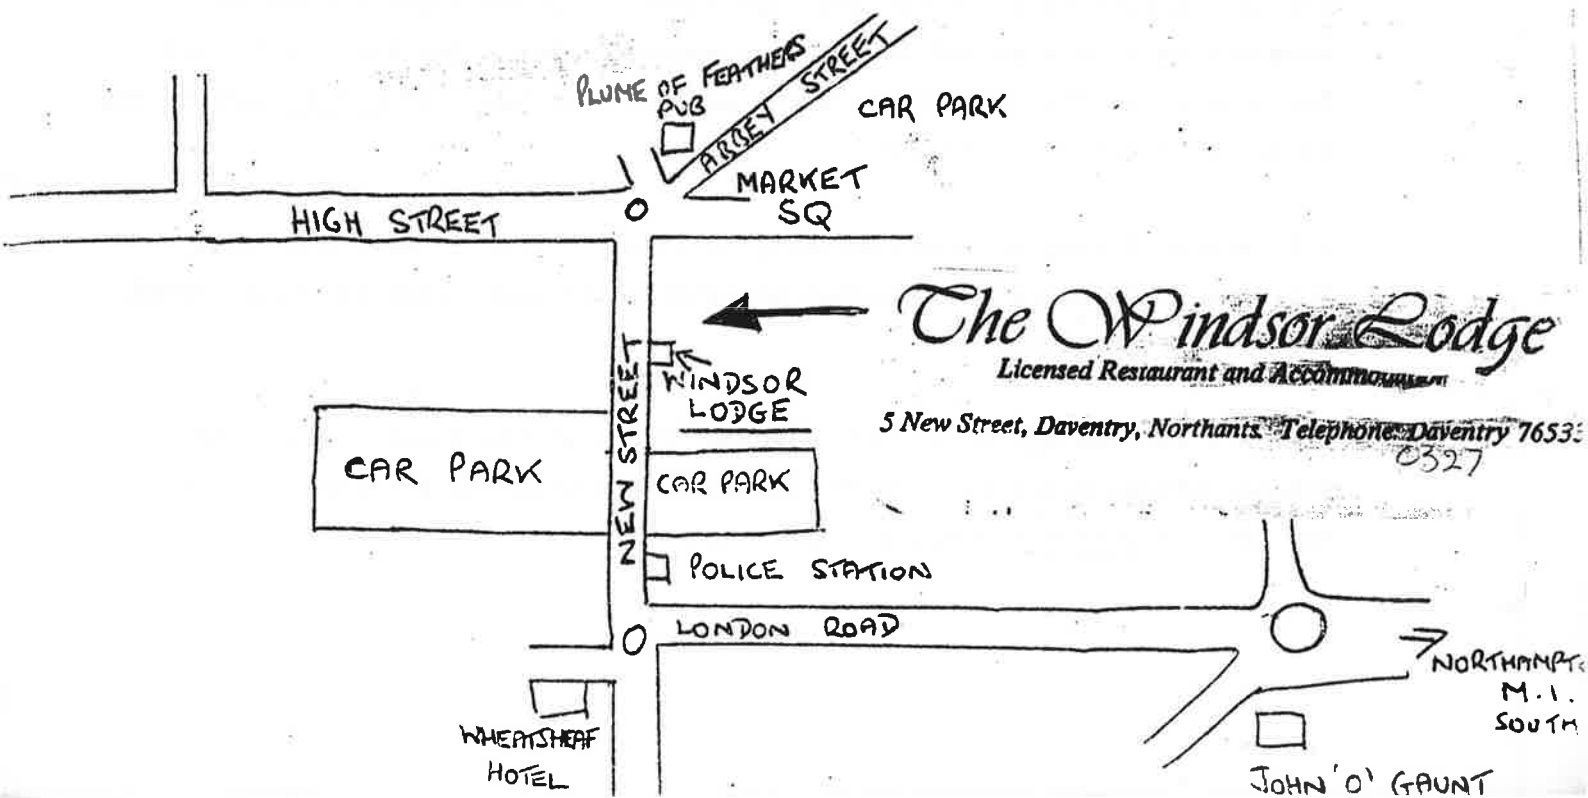 PLUME OF FEATHERS
PUB
ABBEY STREET
CAR PARK
MARKET
SQ
HIGH STREET
The Windsor Lodge
Licensed Restaurant and
5 New Street, Daventry, Northants. Telephone: Daventry 7653
0327
WINDSOR
LODGE
NEW STREET
CAR PARK
CAR PARK
POLICE STATION
LONDON ROAD
NORTHAMPT
M.1.
SOUTH
WHEATSHEAF
HOTEL
JOHN 'O' GAUNT